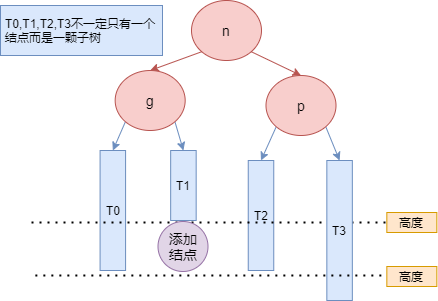 T0,T1,T2,T3不一定只有一个
结点而是一颗子树
n
g
p
T0
T1
T2
T3
添加
结点
高度
高度